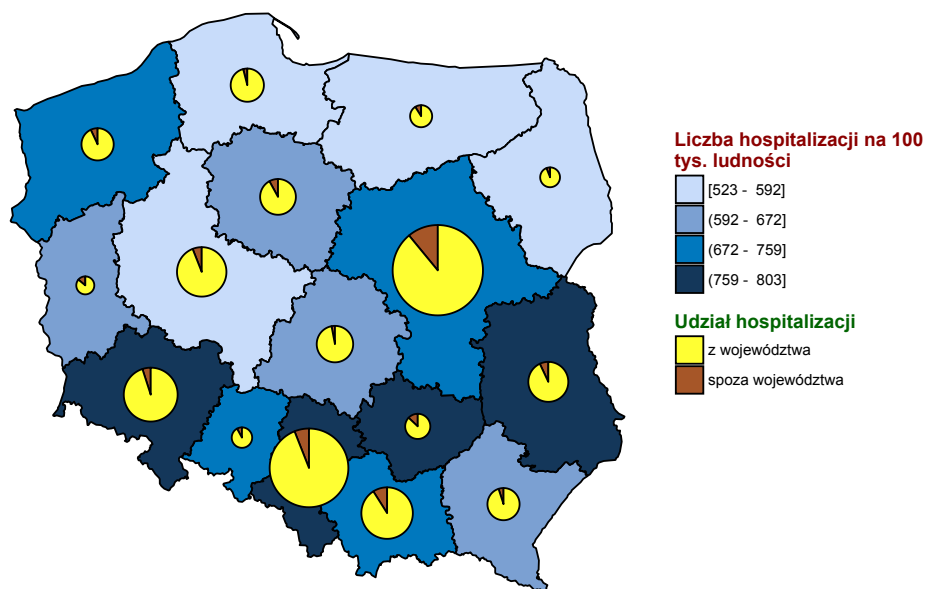 Liczba hospitalizacji na 100
tys. ludności
[523 - 592]
(592 - 672]
(672 - 759]
(759 - 803]
Udział hospitalizacji
z województwa
spoza województwa